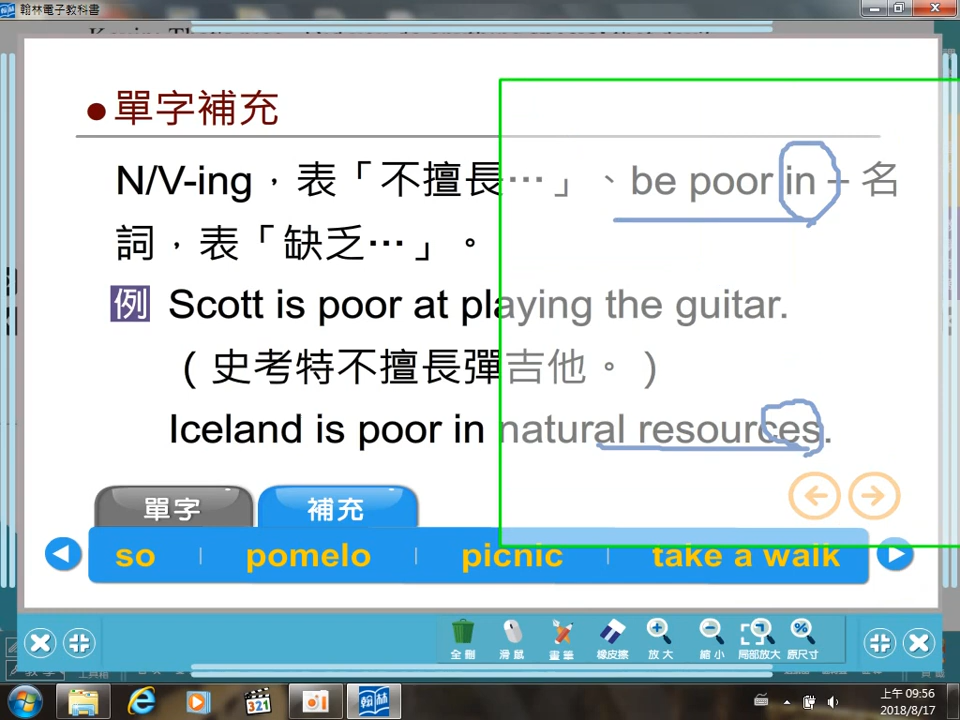 翰林電子教科書
●單字補充
N/V-ing，表「不擅長…」、be poor in + 名
詞，表「缺乏…」。
例 Scott is poor at playing the guitar.
（史考特不擅長彈吉他。）
Iceland is poor in natural resources.
單字 補充
so | pomelo | picnic | take a walk
全刪 滑鼠 畫筆 橡皮擦 放大 縮小 局部放大 原尺寸
321 翰林 上午 09:56
2018/8/17